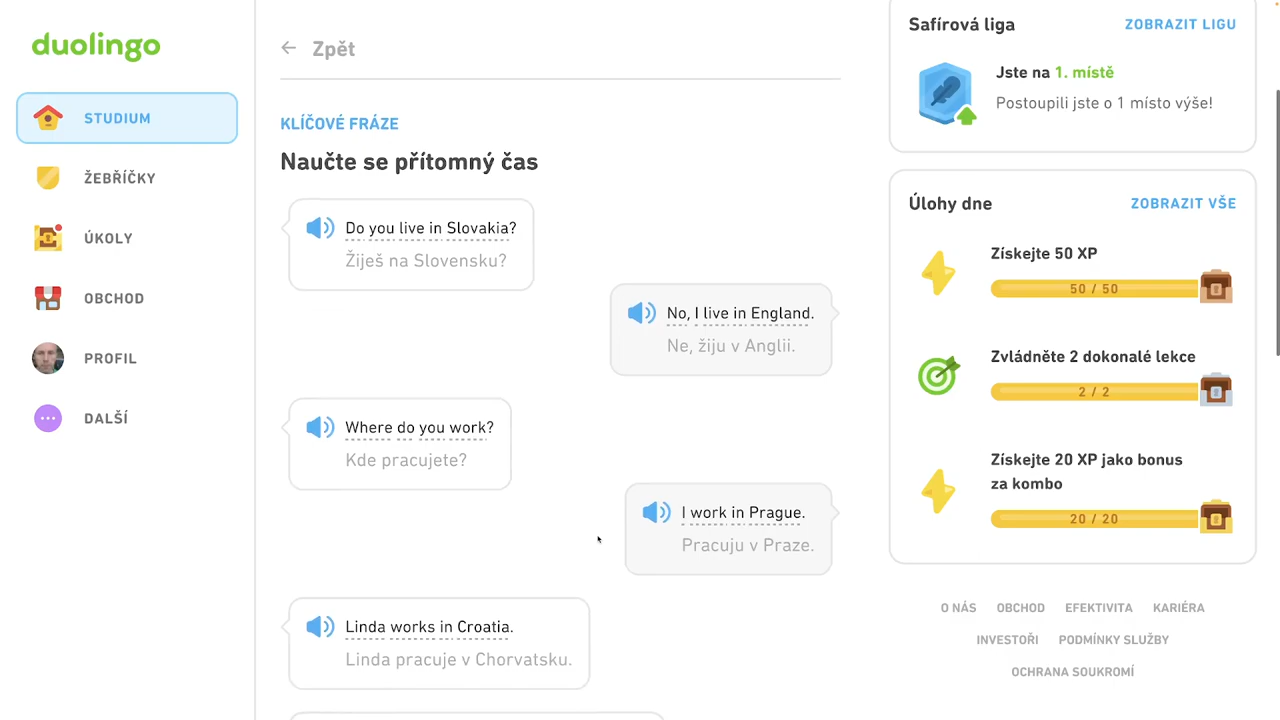 duolingo
STUDIUM
ŽEBŘÍČKY
ÚKOLY
OBCHOD
PROFIL
DALŠÍ
Zpět
KLÍČOVÉ FRÁZE
Naučte se přítomný čas
Do you live in Slovakia?
Žiješ na Slovensku?
No, I live in England.
Ne, žiju v Anglii.
Where do you work?
Kde pracujete?
I work in Prague.
Pracuju v Praze.
Linda works in Croatia.
Linda pracuje v Chorvatsku.
Safírová liga
ZOBRAZIT LIGU
Jste na 1. místě
Postoupili jste o 1 místo výše!
Úlohy dne
ZOBRAZIT VŠE
Získejte 50 XP
50 / 50
Zvládněte 2 dokonalé lekce
2 / 2
Získejte 20 XP jako bonus
za kombo
20 / 20
O NÁS OBCHOD EFEKTIVITA KARIÉRA
INVESTOŘI PODMÍNKY SLUŽBY
OCHRANA SOUKROMÍ